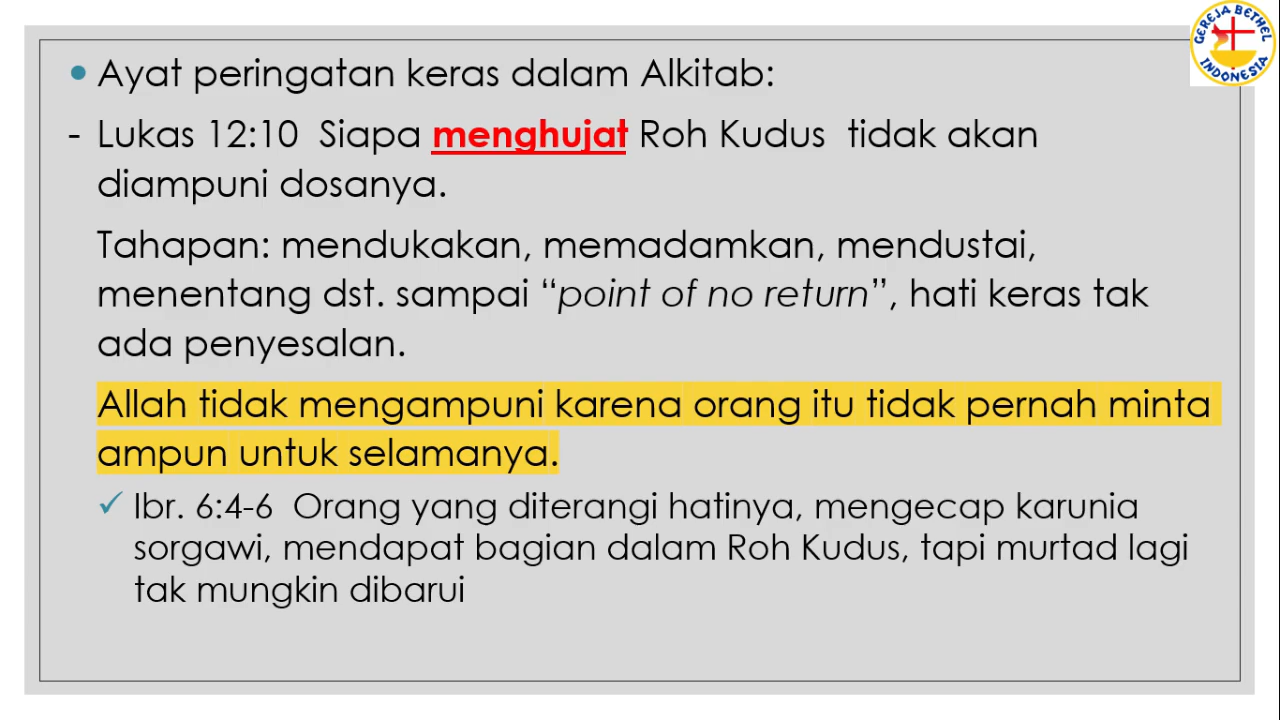 GEREJA BETHEL
INDONESIA
• Ayat peringatan keras dalam Alkitab:
- Lukas 12:10 Siapa menghujat Roh Kudus tidak akan
diampuni dosanya.
Tahapan: mendukakan, memadamkan, mendustai,
menentang dst. sampai “point of no return”, hati keras tak
ada penyesalan.
Allah tidak mengampuni karena orang itu tidak pernah minta
ampun untuk selamanya.
✓ Ibr. 6:4-6 Orang yang diterangi hatinya, mengecap karunia
sorgawi, mendapat bagian dalam Roh Kudus, tapi murtad lagi
tak mungkin dibarui